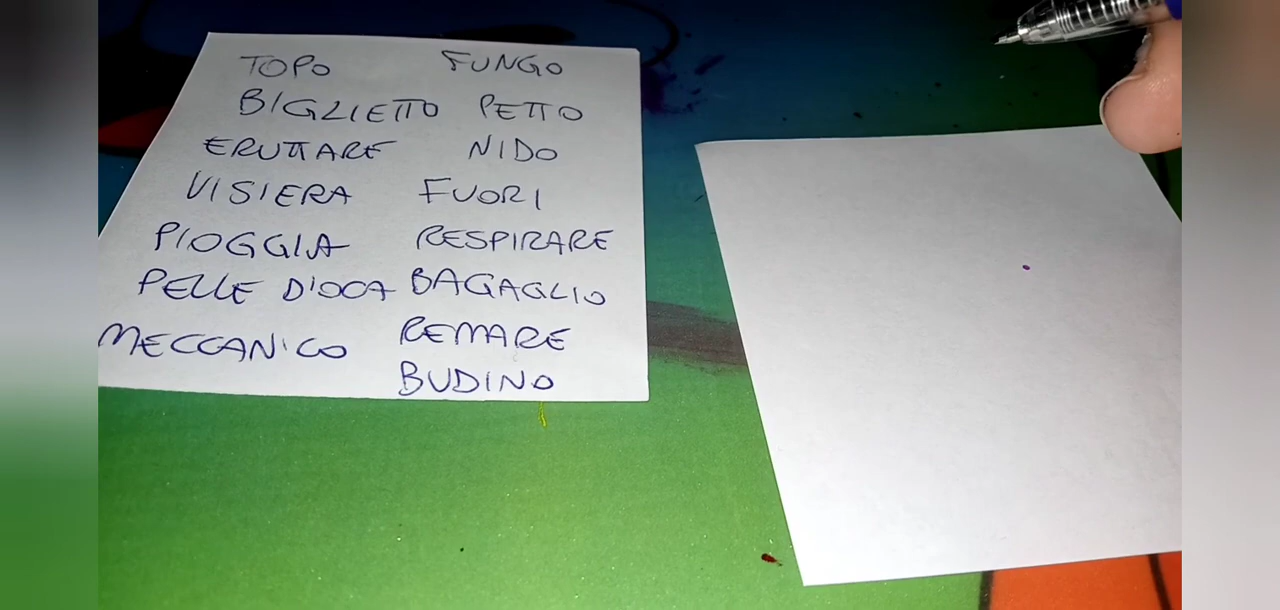 TOPO FUNGO
BIGLIETTO PETTO
ERUTTARE NIDO
VISIERA FUORI
PIOGGIA RESPIRARE
PELLE D'OCA BAGAGLIO
MECCANICO REMARE
BUDINO